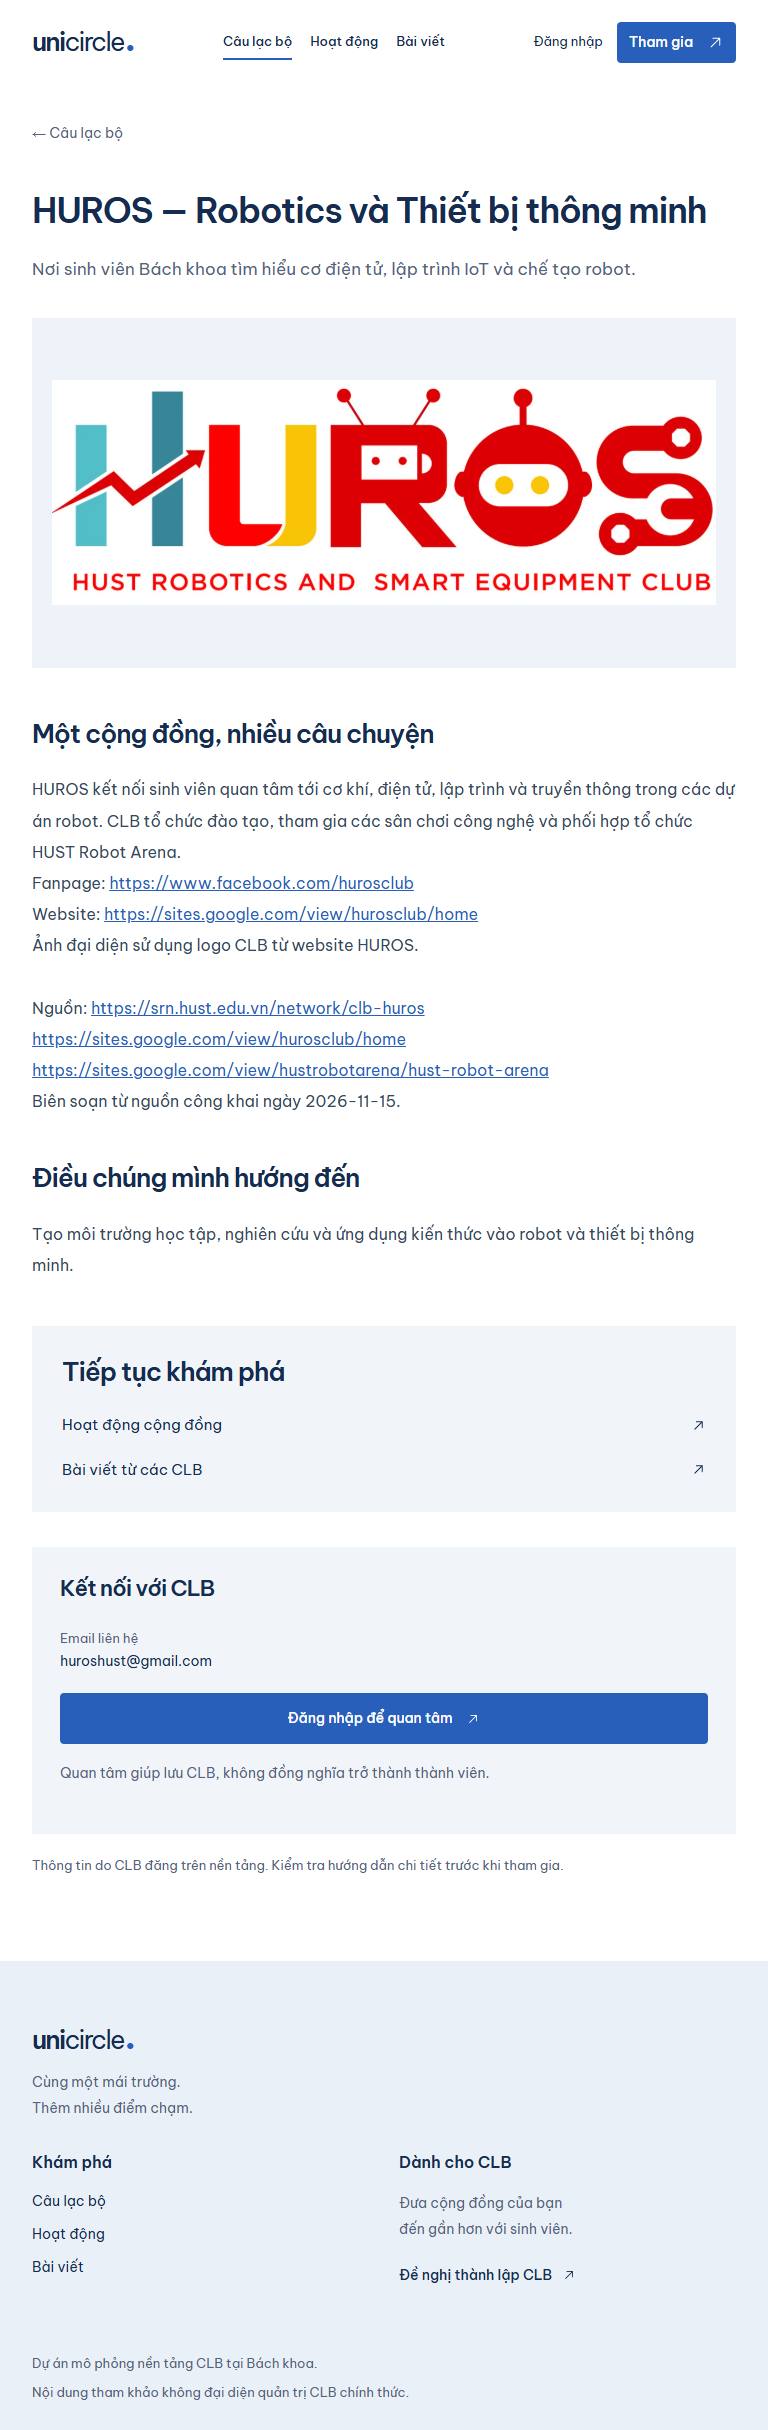 unicircle.
Câu lạc bộ Hoạt động Bài viết Đăng nhập Tham gia ↗
← Câu lạc bộ
HUROS — Robotics và Thiết bị thông minh
Nơi sinh viên Bách khoa tìm hiểu cơ điện tử, lập trình IoT và chế tạo robot.
HUROS
HUST ROBOTICS AND SMART EQUIPMENT CLUB
Một cộng đồng, nhiều câu chuyện
HUROS kết nối sinh viên quan tâm tới cơ khí, điện tử, lập trình và truyền thông trong các dự
án robot. CLB tổ chức đào tạo, tham gia các sân chơi công nghệ và phối hợp tổ chức
HUST Robot Arena.
Fanpage: https://www.facebook.com/hurosclub
Website: https://sites.google.com/view/hurosclub/home
Ảnh đại diện sử dụng logo CLB từ website HUROS.
Nguồn: https://srn.hust.edu.vn/network/clb-huros
https://sites.google.com/view/hurosclub/home
https://sites.google.com/view/hustrobotarena/hust-robot-arena
Biên soạn từ nguồn công khai ngày 2026-11-15.
Điều chúng mình hướng đến
Tạo môi trường học tập, nghiên cứu và ứng dụng kiến thức vào robot và thiết bị thông
minh.
Tiếp tục khám phá
Hoạt động cộng đồng ↗
Bài viết từ các CLB ↗
Kết nối với CLB
Email liên hệ
huroshust@gmail.com
Đăng nhập để quan tâm ↗
Quan tâm giúp lưu CLB, không đồng nghĩa trở thành thành viên.
Thông tin do CLB đăng trên nền tảng. Kiểm tra hướng dẫn chi tiết trước khi tham gia.
unicircle.
Cùng một mái trường.
Thêm nhiều điểm chạm.
Khám phá
Câu lạc bộ
Hoạt động
Bài viết
Dành cho CLB
Đưa cộng đồng của bạn
đến gần hơn với sinh viên.
Đề nghị thành lập CLB ↗
Dự án mô phỏng nền tảng CLB tại Bách khoa.
Nội dung tham khảo không đại diện quản trị CLB chính thức.